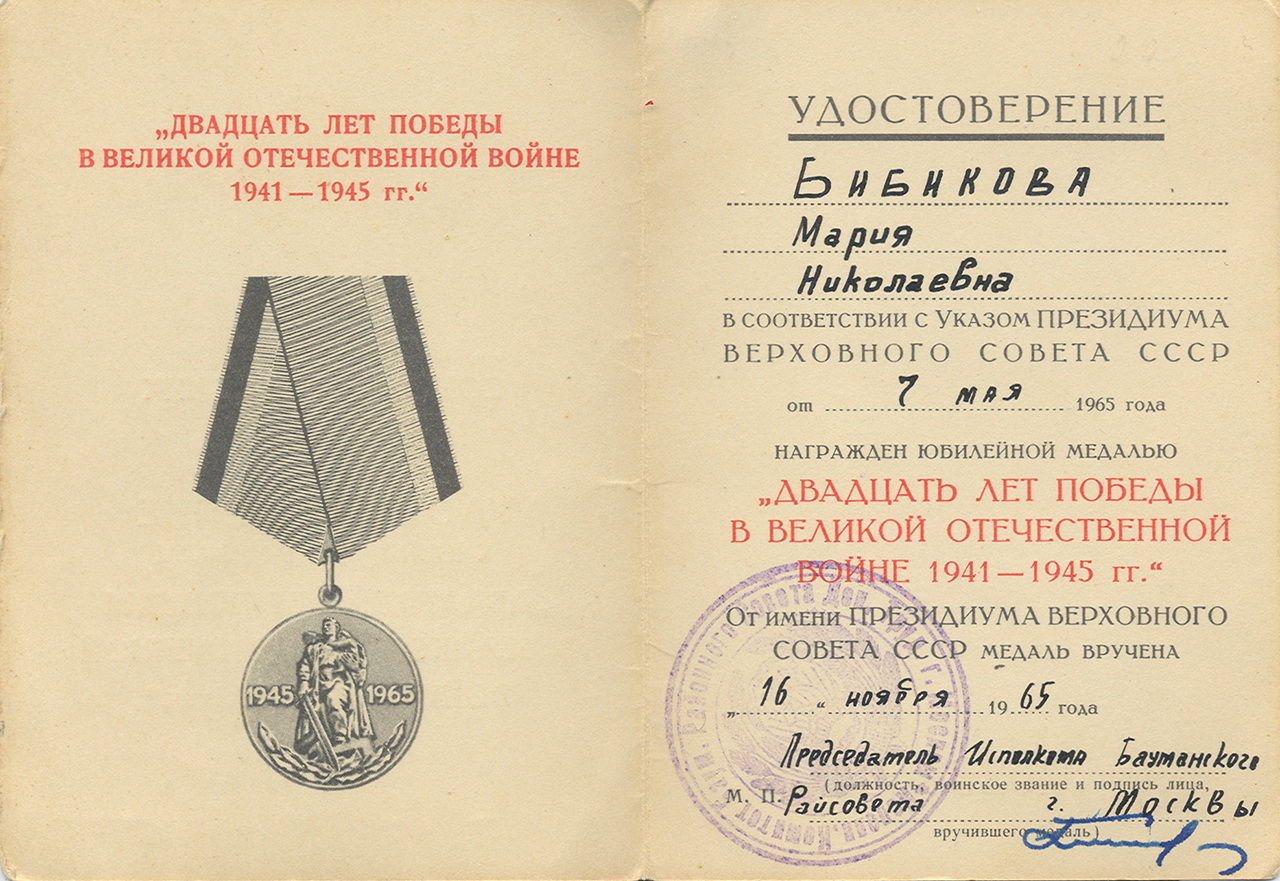 „ДВАДЦАТЬ ЛЕТ ПОБЕДЫ
В ВЕЛИКОЙ ОТЕЧЕСТВЕННОЙ ВОЙНЕ
1941—1945 гг.“
1945 1965
УДОСТОВЕРЕНИЕ
БИБИКОВА
Мария
Николаевна
В СООТВЕТСТВИИ С УКАЗОМ ПРЕЗИДИУМА
ВЕРХОВНОГО СОВЕТА СССР
от 7 мая 1965 года
НАГРАЖДЕН ЮБИЛЕЙНОЙ МЕДАЛЬЮ
„ДВАДЦАТЬ ЛЕТ ПОБЕДЫ
В ВЕЛИКОЙ ОТЕЧЕСТВЕННОЙ
ВОЙНЕ 1941—1945 гг.“
ОТ ИМЕНИ ПРЕЗИДИУМА ВЕРХОВНОГО
СОВЕТА СССР МЕДАЛЬ ВРУЧЕНА
„16“ ноября 1965 года
Председатель Исполкома Бауманского
(должность, воинское звание и подпись лица,
М. П. Райсовета г. Москвы
вручившего медаль)